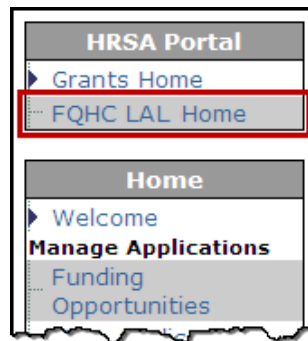 HRSA Portal
Grants Home
FQHC LAL Home
Home
Welcome
Manage Applications
Funding
Opportunities